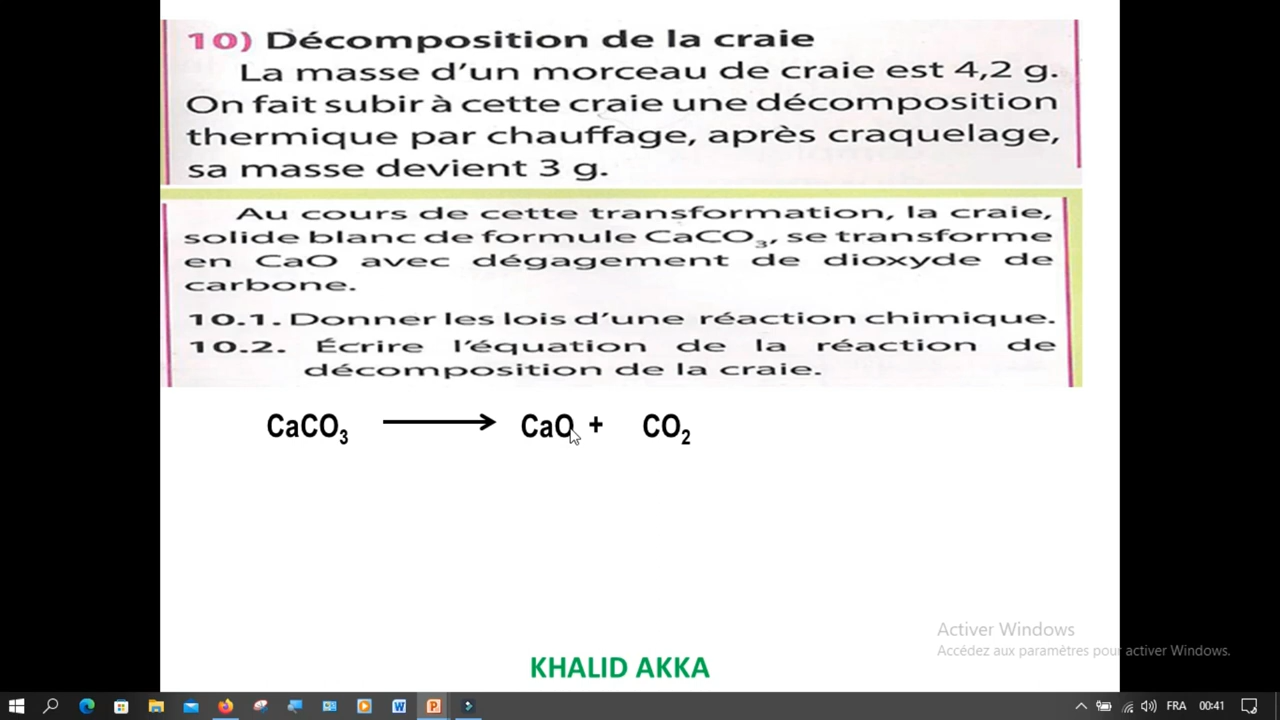 10) Décomposition de la craie
La masse d'un morceau de craie est 4,2 g.
On fait subir à cette craie une décomposition
thermique par chauffage, après craquelage,
sa masse devient 3 g.
Au cours de cette transformation, la craie,
solide blanc de formule CaCO₃, se transforme
en CaO avec dégagement de dioxyde de
carbone.
10.1. Donner les lois d'une réaction chimique.
10.2. Écrire l'équation de la réaction de
décomposition de la craie.
CaCO₃ ⟶ CaO + CO₂
Activer Windows
Accédez aux paramètres pour activer Windows.
KHALID AKKA
FRA 00:41